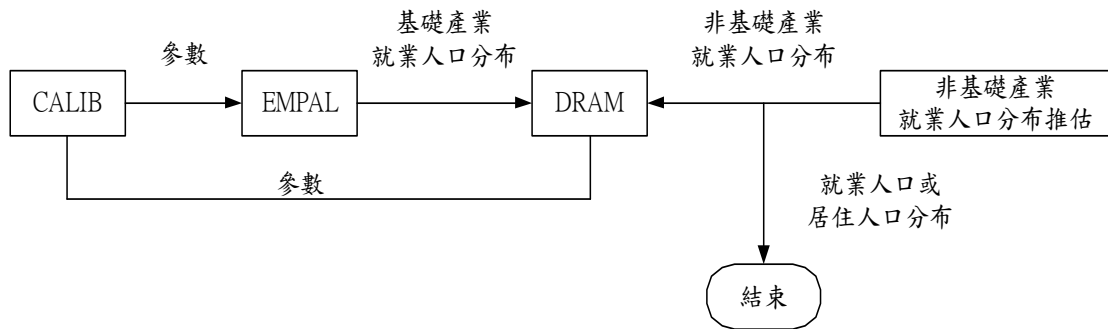 參數
基礎產業
就業人口分布
非基礎產業
就業人口分布
CALIB
EMPAL
DRAM
非基礎產業
就業人口分布推估
參數
就業人口或
居住人口分布
結束